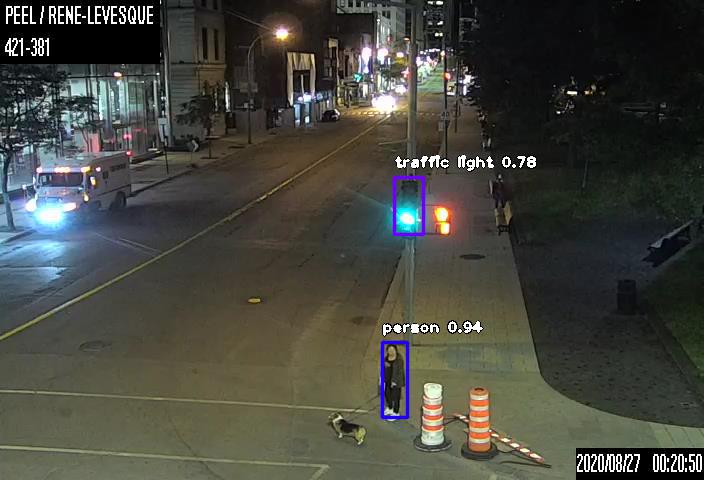 PEEL / RENE-LEVESQUE
421-381
traffic light 0.78
person 0.94
2020/08/27 00:20:50